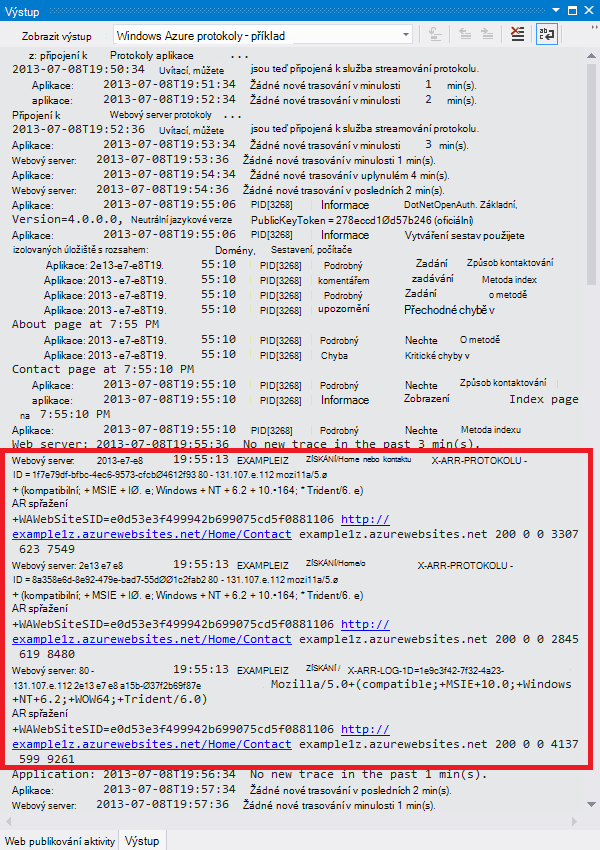 Výstup
Zobrazit výstup Windows Azure protokoly - příklad
z: připojení k Protokoly aplikace ...
2013-07-08T19:50:34 Uvítací, můžete jsou teď připojená k služba streamování protokolu.
Aplikace: 2013-07-08T19:51:34 Žádné nové trasování v minulosti 1 min(s).
aplikace: 2013-07-08T19:52:34 Žádné nové trasování v minulosti 2 min(s).
Připojení k Webový server protokoly ...
2013-07-08T19:52:36 Uvítací, můžete jsou teď připojená k služba streamování protokolu.
Aplikace: 2013-07-08T19:53:34 Žádné nové trasování v minulosti 3 min(s).
Webový server: 2013-07-08T19:53:36 Žádné nové trasování v minulosti 1 min(s).
Aplikace: 2013-07-08T19:54:34 Žádné nové trasování v uplynulém 4 min(s).
Webový server: 2013-07-08T19:54:36 Žádné nové trasování v posledních 2 min(s).
Aplikace: 2013-07-08T19:55:06 PID[3268] Informace DotNetOpenAuth. Základní,
Version=4.0.0.0, Neutrální jazykové verze PublicKeyToken = 278eccd1Ød57b246 (oficiální)
Aplikace: 2013-07-08T19:55:06 PID[3268] Informace Vytváření sestav použijete
izolovaných úložiště s rozsahem: Domény, Sestavení, počítače
Aplikace: 2e13-e7-e8T19. 55:10 PID[3268] Podrobný Zadání Způsob kontaktování
Aplikace: 2013 - e7-e8T19. 55:10 PID[3268] komentářem zadávání Metoda index
Aplikace: 2013 - e7-e8T19. 55:10 PID[3268] Podrobný Zadání o metodě
Aplikace: 2013 - e7-e8T19. 55:10 PID[3268] upozornění Přechodné chybě v
About page at 7:55 PM
Aplikace: 2013 - e7-e8T19. 55:10 PID[3268] Podrobný Nechte O metodě
Aplikace: 2013 - e7-e8T19. 55:10 PID[3268] Chyba Kritické chyby v
Contact page at 7:55:10 PM
Aplikace: 2013-07-08T19:55:10 PID[3268] Podrobný Nechte Způsob kontaktování
aplikace: 2013-07-08T19:55:10 PID[3268] Informace Zobrazení Index page
na 7:55:10 PM
Aplikace: 2013-07-08T19:55:10 PID[3268] Podrobný Nechte Metoda indexu
Web server: 2013-07-08T19:55:36 No new trace in the past 3 min(s).
Webový server: 2013-e7-e8 19:55:13 EXAMPLEIZ ZÍSKÁNÍ/Home nebo kontaktu X-ARR-PROTOKOLU -
ID = 1f7e79df-bfbc-4ec6-9573-cfcbØ4612f93 80 - 131.107.e.112 mozi11a/5.ø
+ (kompatibilní; + MSIE + IØ. e; Windows + NT + 6.2 + 10.•164; * Trident/6. e)
AR spřažení
+WAWebSiteSID=e0d53e3f499942b699075cd5f0881106 http://
example1z.azurewebsites.net/Home/Contact example1z.azurewebsites.net 200 0 0 3307
623 7549
Webový server: 2e13 e7 e8 19:55:13 EXAMPLEIZ ZÍSKÁNÍ/Home/o X-ARR-PROTOKOLU -
ID = 8a358e6d-8e92-479e-bad7-55dØØ1c2fab2 80 - 131.107.e.112 mozi11a/5.ø
+ (kompatibilní; + MSIE + IØ. e; Windows + NT + 6.2 + 10.•164; * Trident/6. e)
AR spřažení
+WAWebSiteSID=e0d53e3f499942b699075cd5f0881106 http://
example1z.azurewebsites.net/Home/Contact example1z.azurewebsites.net 200 0 0 2845
619 8480
Webový server: 80 - 19:55:13 EXAMPLEIZ ZÍSKÁNÍ / X-ARR-LOG-1D=1e9c3f42-7f32-4a23-
131.107.e.112 2e13 e7 e8 a15b-Ø37f2b69f87e Mozilla/5.0+(compatible;+MSIE+10.0;+Windows
+NT+6.2;+WOW64;+Trident/6.0)
AR spřažení
+WAWebSiteSID=e0d53e3f499942b699075cd5f0881106 http://
example1z.azurewebsites.net/Home/Contact example1z.azurewebsites.net 200 0 0 4137
599 9261
Application: 2013-07-08T19:56:34 No new trace in the past 1 min(s).
Aplikace: 2013-07-08T19:57:34 Žádné nové trasování v posledních 2 min(s).
Webový server: 2013-07-08T19:57:36 Žádné nové trasování v minulosti 1 min(s).
Web publikování aktivity Výstup